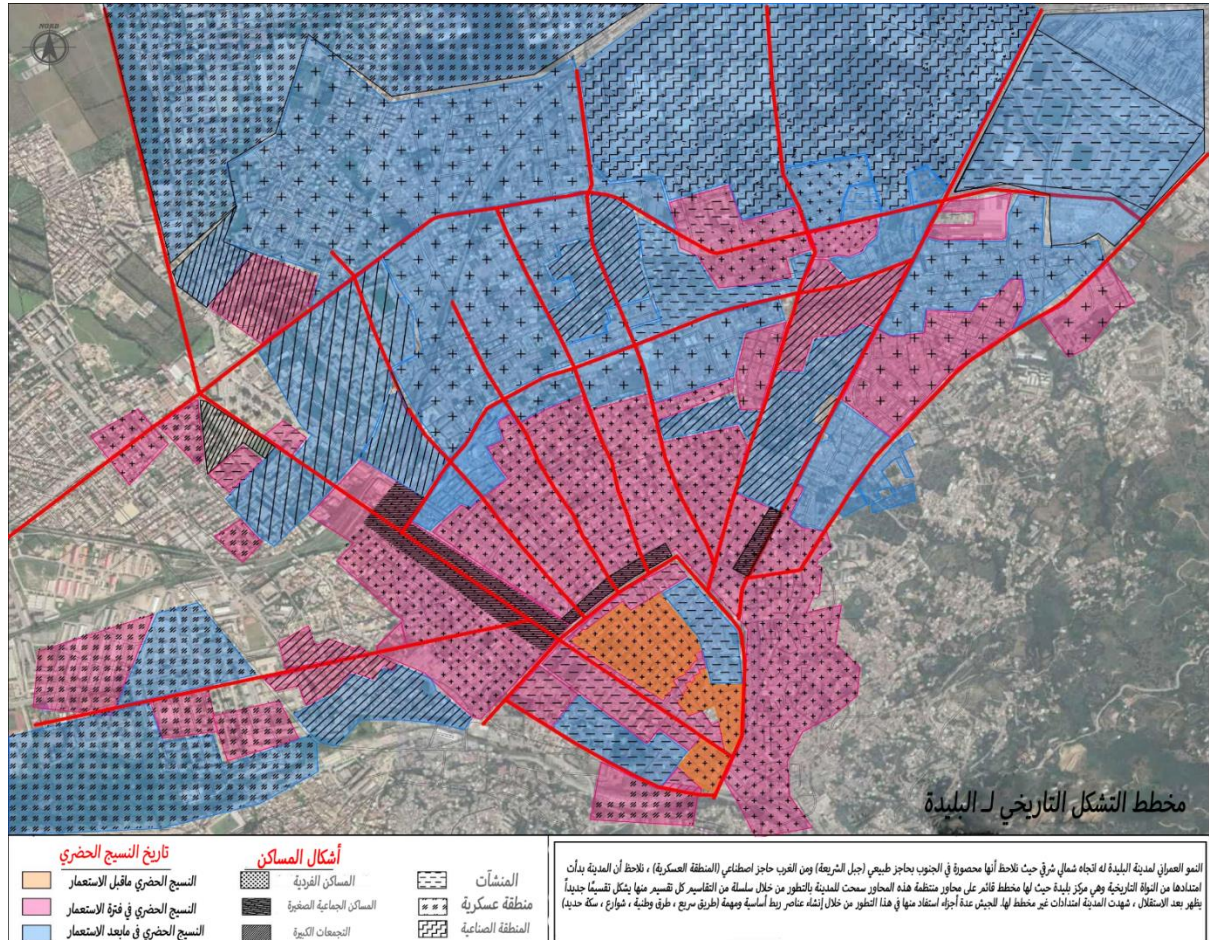 NORD
مخطط التشكل التاريخي لـ البليدة
تاريخ النسيج الحضري
النسيج الحضري ماقبل الاستعمار
النسيج الحضري في فترة الاستعمار
النسيج الحضري في مابعد الاستعمار
أشكال المساكن
المساكن الفردية
المساكن الجماعية الصغيرة
التجمعات الكبيرة
المنشآت
منطقة عسكرية
المنطقة الصناعية
النمو العمراني لمدينة البليدة له اتجاه شمالي شرقي حيث نلاحظ أنها محصورة في الجنوب بحاجز طبيعي (جبل الشريعة) ومن الغرب حاجز اصطناعي (المنطقة العسكرية) ، نلاحظ أن المدينة بدأت
امتدادها من النواة التاريخية وهي مركز بليدة حيث لها مخطط قائم على محاور منتظمة هذه المحاور سمحت للمدينة بالتطور من خلال سلسلة من التقاسيم كل تقسيم منها يشكل تقسيمًا جديداً
يظهر بعد الاستقلال ، شهدت المدينة امتدادات غير مخطط لها. للجيش عدة أجزاء استفاد منها في هذا التطور من خلال إنشاء عناصر ربط أساسية ومهمة (طريق سريع ، طرق وطنية ، شوارع ، سكة حديد)